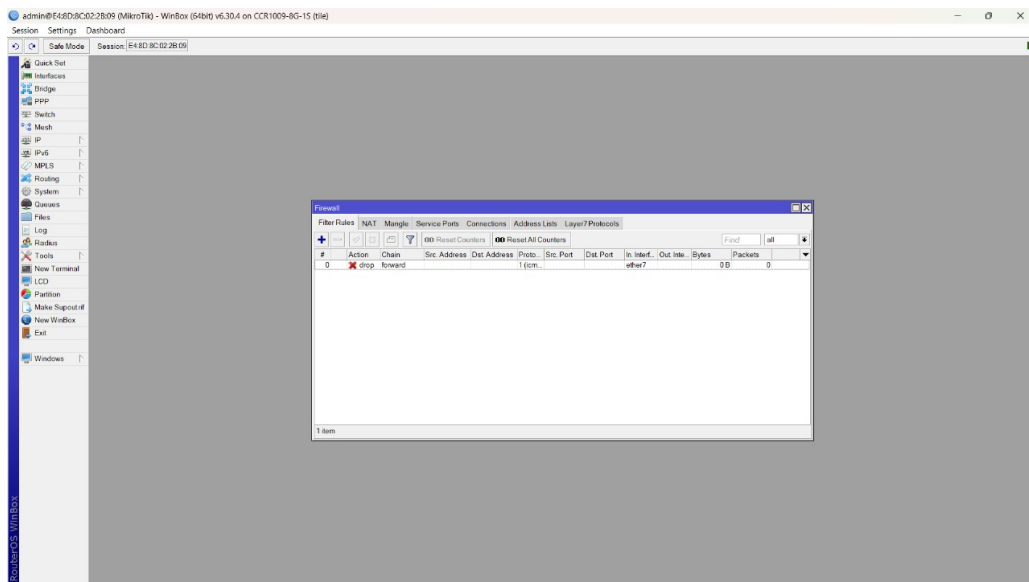 admin@E4:8D:8C:02:2B:09 (MikroTik) - WinBox (64bit) v6.30.4 on CCR1009-8G-1S (tile)
Session Settings Dashboard
Safe Mode Session: E4:8D:8C:02:2B:09
Quick Set
Interfaces
Bridge
PPP
Switch
Mesh
IP
IPv6
MPLS
Routing
System
Queues
Files
Log
Radius
Tools
New Terminal
LCD
Partition
Make Supout.rif
New WinBox
Exit
Windows
RouterOS WinBox
Firewall
Filter Rules NAT Mangle Service Ports Connections Address Lists Layer7 Protocols
00 Reset Counters 00 Reset All Counters Find all
# Action Chain Src. Address Dst. Address Proto... Src. Port Dst. Port In. Interf... Out. Inte... Bytes Packets
0 drop forward 1 (icm... ether7 0 B 0
1 item